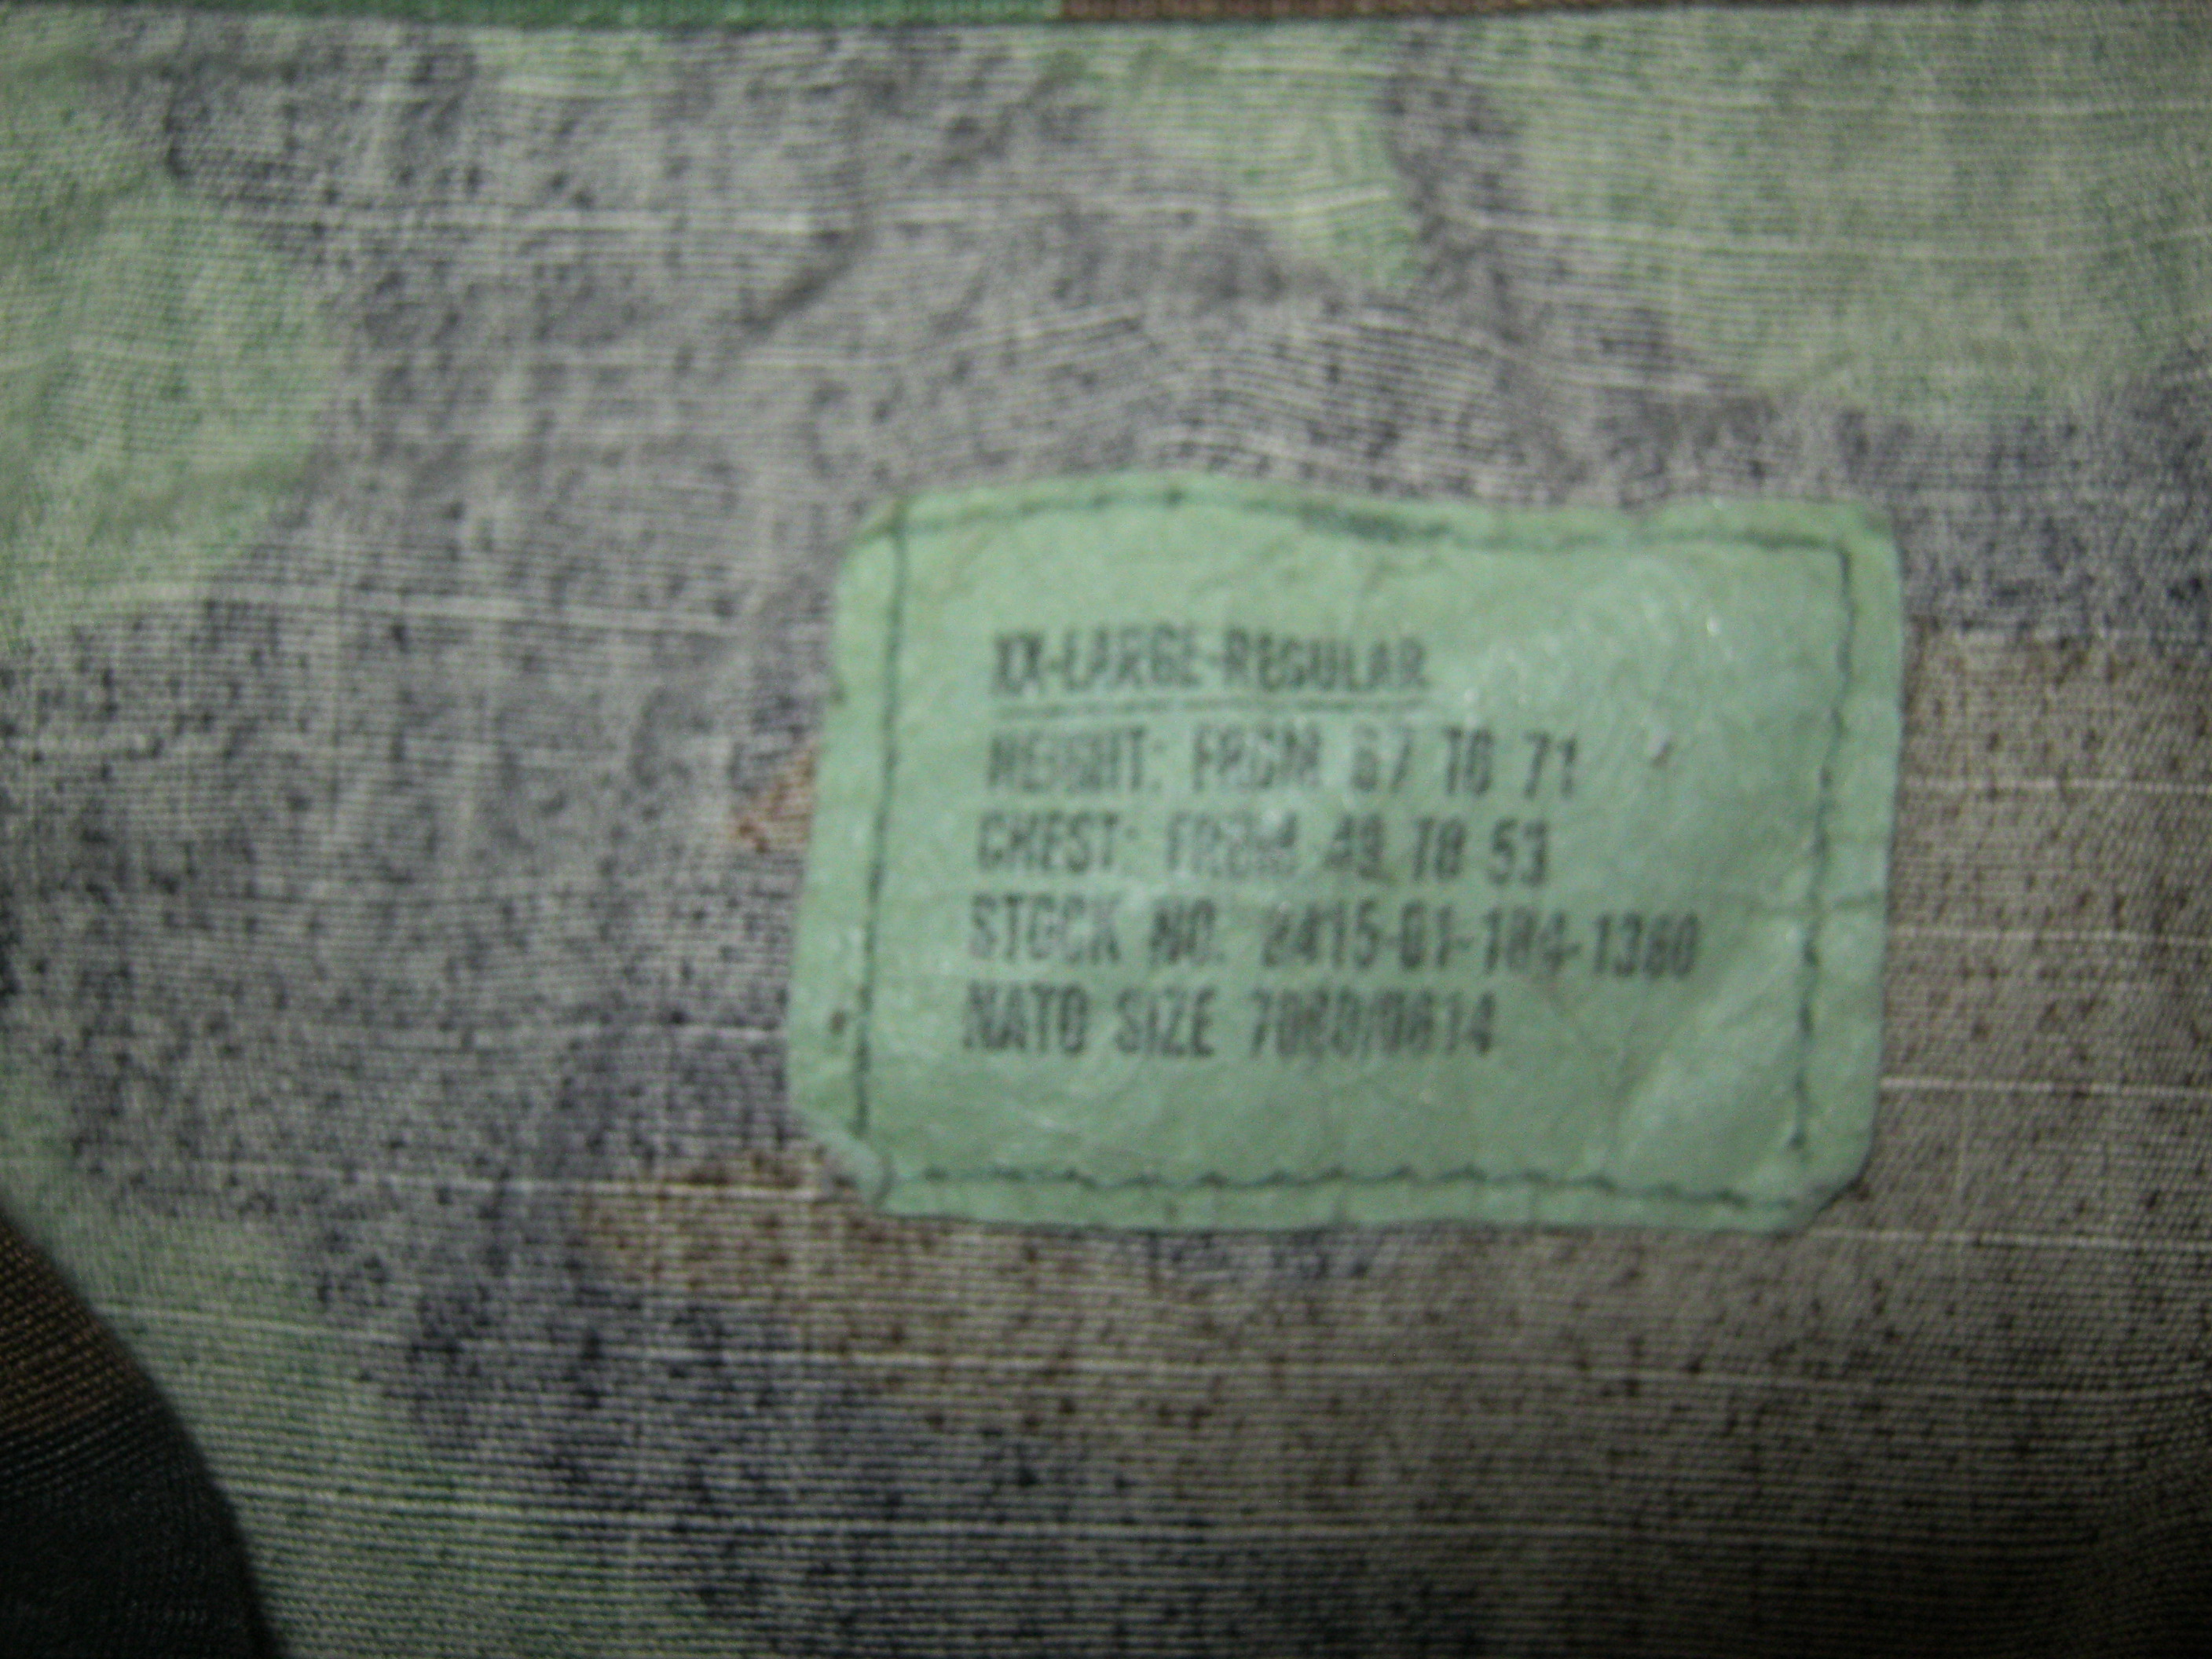 XX-LARGE-REGULAR
HEIGHT: FROM 67 TO 71
CHEST: FROM 49 TO 53
STOCK NO.
NATO SIZE